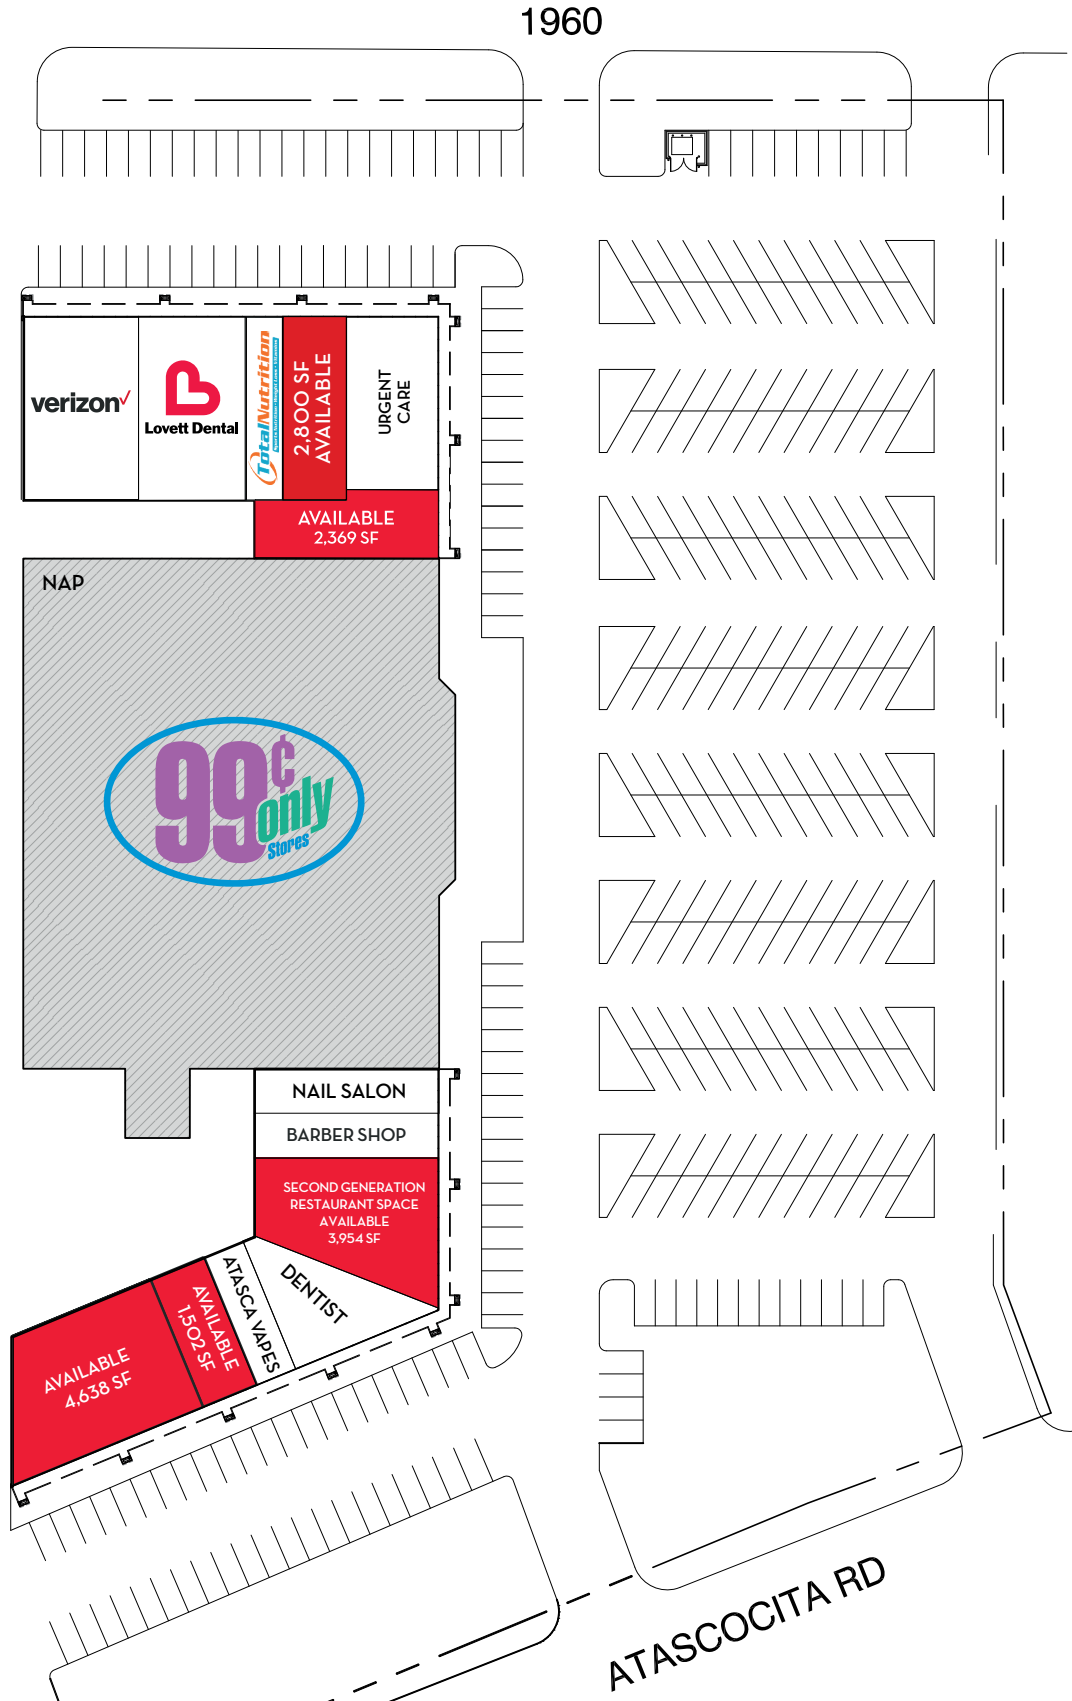 1960
verizon
Lovett Dental
TotalNutrition
2,800 SF
AVAILABLE
URGENT
CARE
AVAILABLE
2,369 SF
NAP
99¢
only
Stores
NAIL SALON
BARBER SHOP
SECOND GENERATION
RESTAURANT SPACE
AVAILABLE
3,954 SF
DENTIST
ATASCA VAPES
AVAILABLE
1,502 SF
AVAILABLE
4,638 SF
ATASCOCITA RD